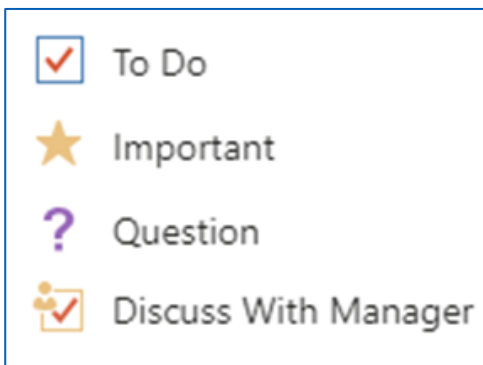 To Do
Important
? Question
Discuss With Manager